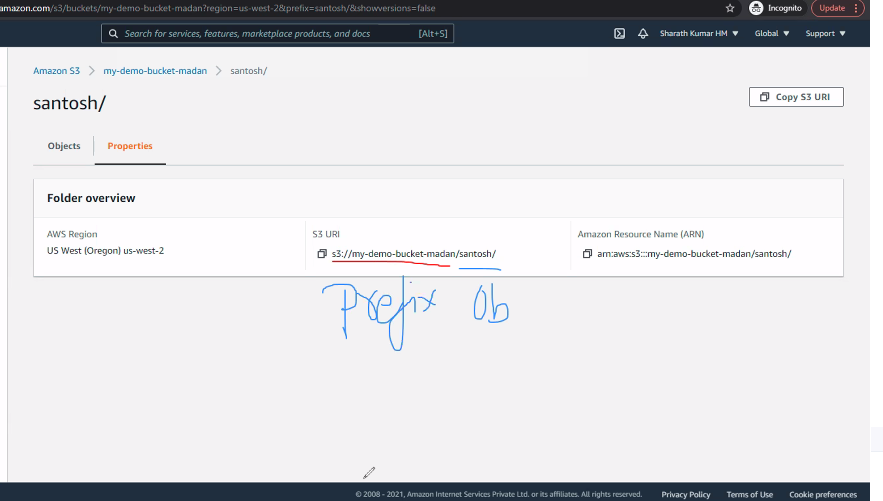 amazon.com/s3/buckets/my-demo-bucket-madan?region=us-west-2&prefix=santosh/&showversions=false
Incognito
Update
Search for services, features, marketplace products, and docs [Alt+S]
Sharath Kumar HM
Global
Support
Amazon S3 > my-demo-bucket-madan > santosh/
santosh/
Copy S3 URI
Objects
Properties
Folder overview
AWS Region
US West (Oregon) us-west-2
S3 URI
s3://my-demo-bucket-madan/santosh/
Amazon Resource Name (ARN)
arn:aws:s3:::my-demo-bucket-madan/santosh/
Prefix Ob
© 2008 - 2021, Amazon Internet Services Private Ltd. or its affiliates. All rights reserved. Privacy Policy Terms of Use Cookie preferences